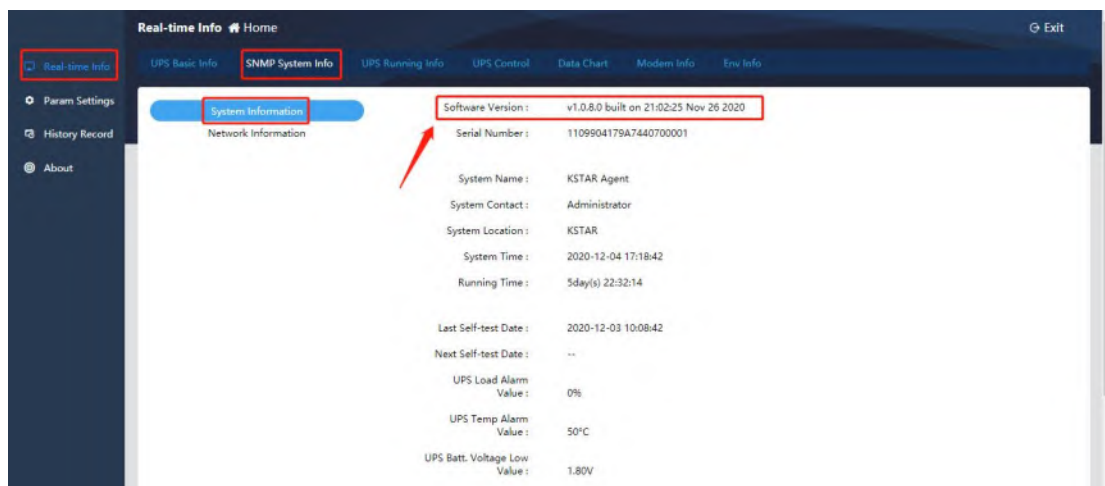 Real-time Info Home Exit
Real-time Info
Param Settings
History Record
About
UPS Basic Info SNMP System Info UPS Running Info UPS Control Data Chart Modem Info Env Info
System Information
Network Information
Software Version : v1.0.8.0 built on 21:02:25 Nov 26 2020
Serial Number : 1109904179A7440700001
System Name : KSTAR Agent
System Contact : Administrator
System Location : KSTAR
System Time : 2020-12-04 17:18:42
Running Time : 5day(s) 22:32:14
Last Self-test Date : 2020-12-03 10:08:42
Next Self-test Date : --
UPS Load Alarm
Value : 0%
UPS Temp Alarm
Value : 50°C
UPS Batt. Voltage Low
Value : 1.80V